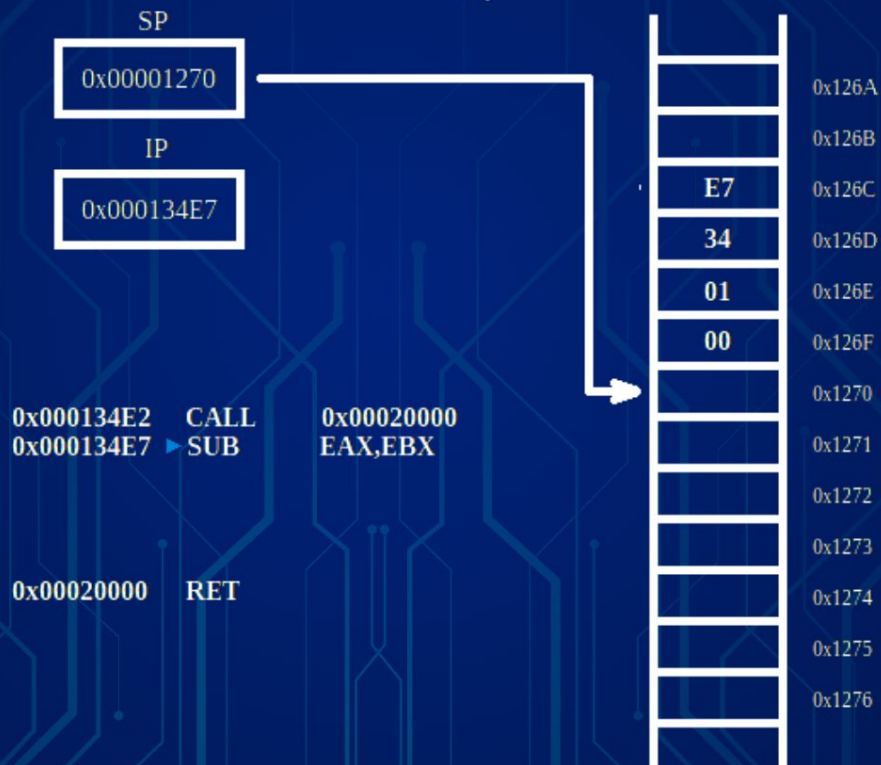 SP
0x00001270
IP
0x000134E7
0x000134E2 CALL 0x00020000
0x000134E7 SUB EAX,EBX
0x00020000 RET
0x126A
0x126B
E7 0x126C
34 0x126D
01 0x126E
00 0x126F
0x1270
0x1271
0x1272
0x1273
0x1274
0x1275
0x1276